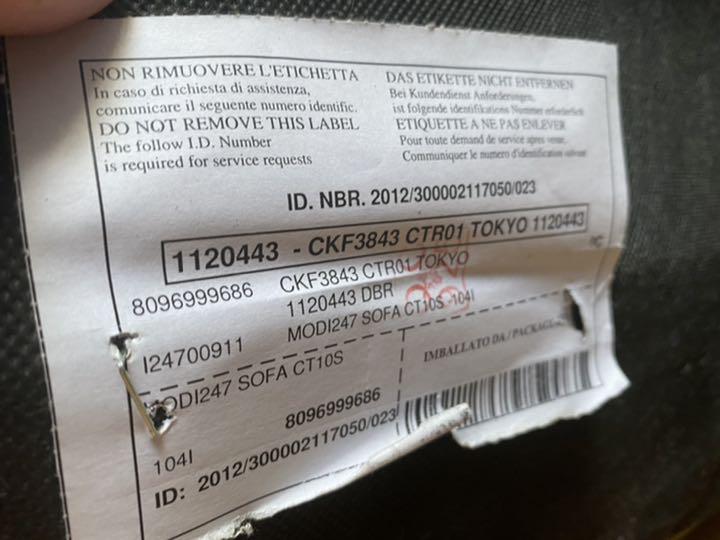 NON RIMUOVERE L'ETICHETTA
In caso di richiesta di assistenza,
comunicare il seguente numero identific.
DO NOT REMOVE THIS LABEL
The follow I.D. Number
is required for service requests
DAS ETIKETTE NICHT ENTFERNEN
Bei Kundendienst Anforderungen,
ist folgende identifikations Nummer erforderlich
ETIQUETTE A NE PAS ENLEVER
Pour toute demand de service apres vente.
Communiquer le numero d'identification suivant
ID. NBR. 2012/300002117050/023
1120443 - CKF3843 CTR01 TOKYO 1120443
8096999686 CKF3843 CTR01 TOKYO
1120443 DBR
I24700911 MODI247 SOFA CT10S 104I
MODI247 SOFA CT10S
IMBALLATO DA/
8096999686
104I
ID: 2012/300002117050/023